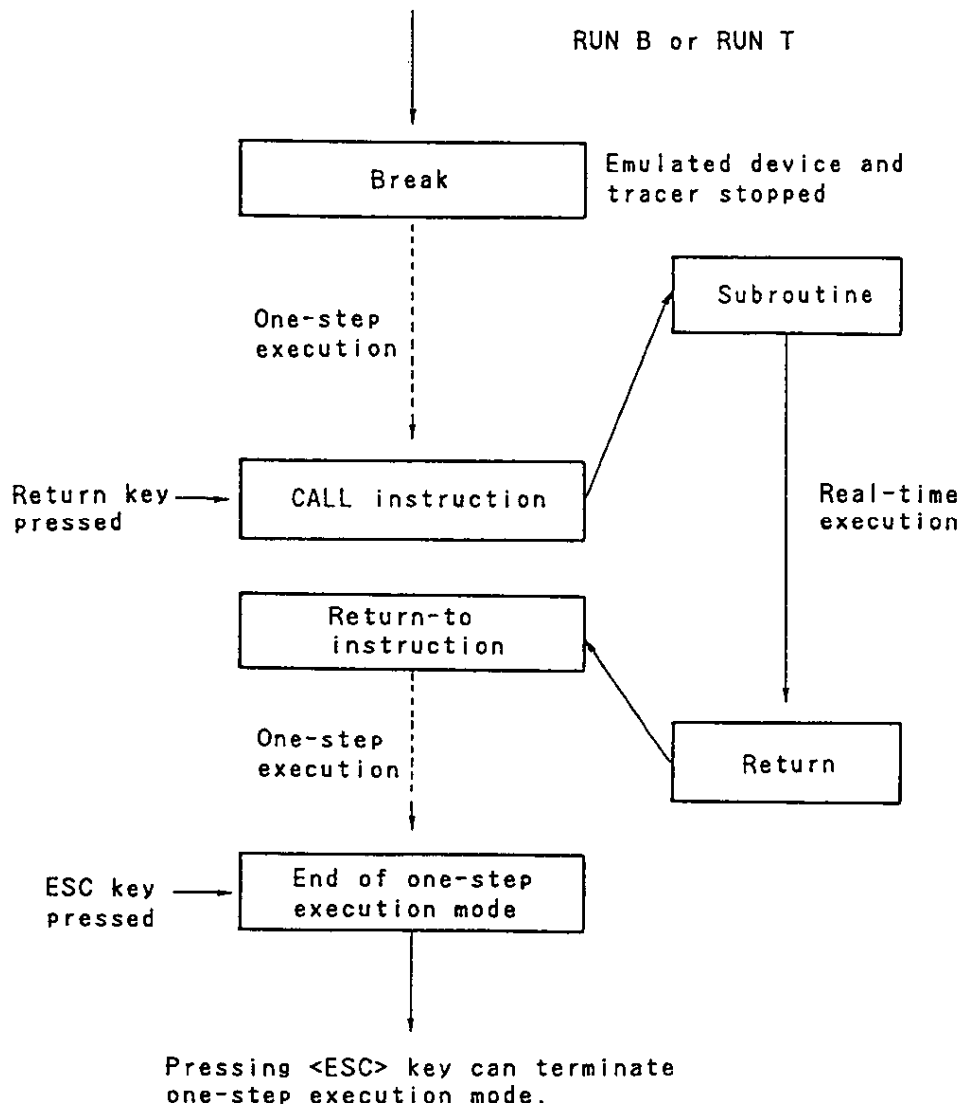 RUN B or RUN T
Break
Emulated device and
tracer stopped
Subroutine
One-step
execution
Return key
pressed
CALL instruction
Real-time
execution
Return-to
instruction
One-step
execution
Return
ESC key
pressed
End of one-step
execution mode
Pressing <ESC> key can terminate
one-step execution mode.